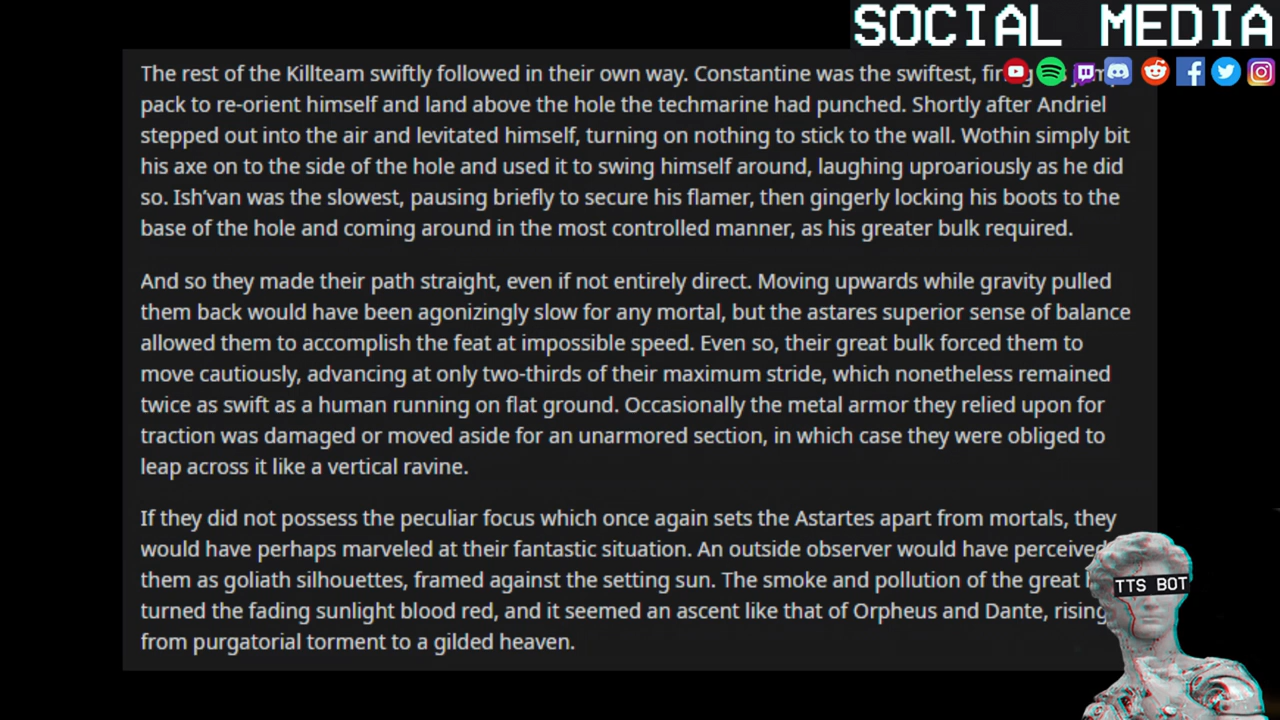 SOCIAL MEDIA
The rest of the Killteam swiftly followed in their own way. Constantine was the swiftest,
pack to re-orient himself and land above the hole the techmarine had punched. Shortly after Andriel
stepped out into the air and levitated himself, turning on nothing to stick to the wall. Wothin simply bit
his axe on to the side of the hole and used it to swing himself around, laughing uproariously as he did
so. Ish’van was the slowest, pausing briefly to secure his flamer, then gingerly locking his boots to the
base of the hole and coming around in the most controlled manner, as his greater bulk required.
And so they made their path straight, even if not entirely direct. Moving upwards while gravity pulled
them back would have been agonizingly slow for any mortal, but the astares superior sense of balance
allowed them to accomplish the feat at impossible speed. Even so, their great bulk forced them to
move cautiously, advancing at only two-thirds of their maximum stride, which nonetheless remained
twice as swift as a human running on flat ground. Occasionally the metal armor they relied upon for
traction was damaged or moved aside for an unarmored section, in which case they were obliged to
leap across it like a vertical ravine.
If they did not possess the peculiar focus which once again sets the Astartes apart from mortals, they
would have perhaps marveled at their fantastic situation. An outside observer would have perceived
them as goliath silhouettes, framed against the setting sun. The smoke and pollution of the great
turned the fading sunlight blood red, and it seemed an ascent like that of Orpheus and Dante, rising
from purgatorial torment to a gilded heaven.
TTS BOT